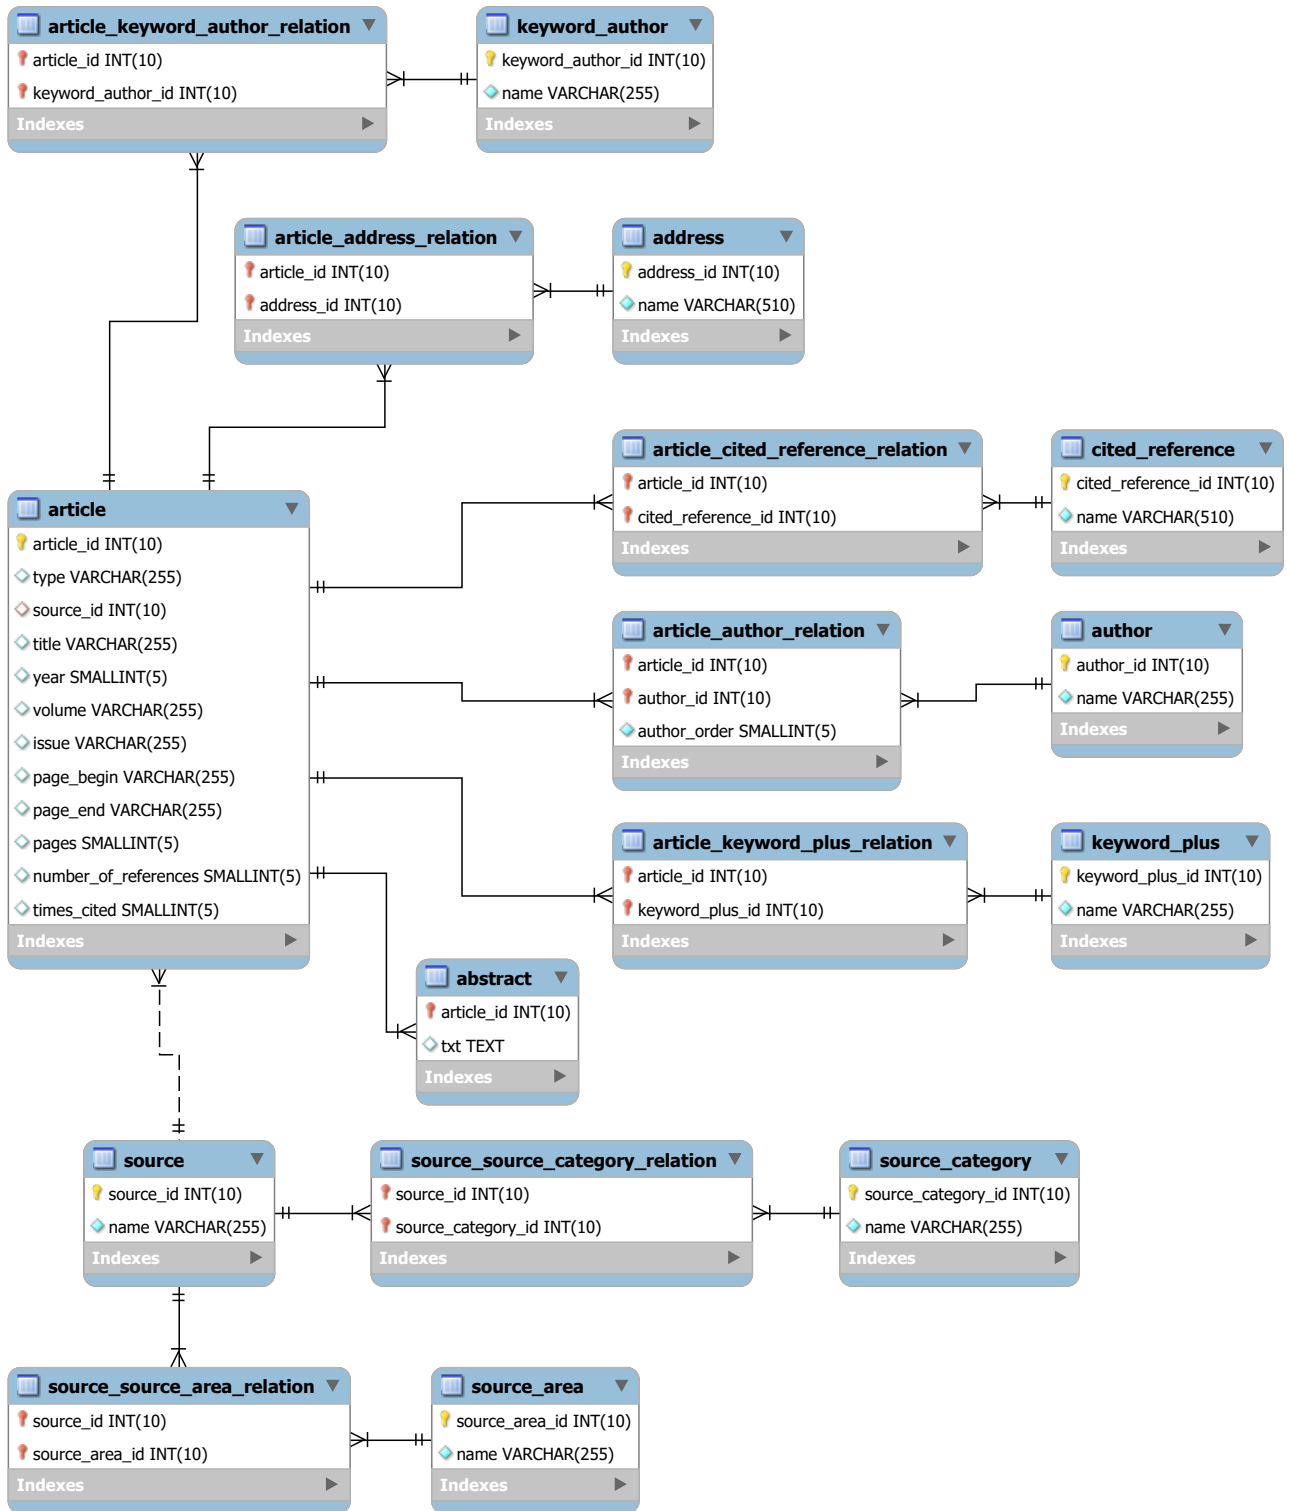 article_keyword_author_relation
article_id INT(10)
keyword_author_id INT(10)
Indexes
keyword_author
keyword_author_id INT(10)
name VARCHAR(255)
Indexes
article_address_relation
article_id INT(10)
address_id INT(10)
Indexes
address
address_id INT(10)
name VARCHAR(510)
Indexes
article_cited_reference_relation
article_id INT(10)
cited_reference_id INT(10)
Indexes
cited_reference
cited_reference_id INT(10)
name VARCHAR(510)
Indexes
article
article_id INT(10)
type VARCHAR(255)
source_id INT(10)
title VARCHAR(255)
year SMALLINT(5)
volume VARCHAR(255)
issue VARCHAR(255)
page_begin VARCHAR(255)
page_end VARCHAR(255)
pages SMALLINT(5)
number_of_references SMALLINT(5)
times_cited SMALLINT(5)
Indexes
article_author_relation
article_id INT(10)
author_id INT(10)
author_order SMALLINT(5)
Indexes
author
author_id INT(10)
name VARCHAR(255)
Indexes
article_keyword_plus_relation
article_id INT(10)
keyword_plus_id INT(10)
Indexes
keyword_plus
keyword_plus_id INT(10)
name VARCHAR(255)
Indexes
abstract
article_id INT(10)
txt TEXT
Indexes
source
source_id INT(10)
name VARCHAR(255)
Indexes
source_source_category_relation
source_id INT(10)
source_category_id INT(10)
Indexes
source_category
source_category_id INT(10)
name VARCHAR(255)
Indexes
source_source_area_relation
source_id INT(10)
source_area_id INT(10)
Indexes
source_area
source_area_id INT(10)
name VARCHAR(255)
Indexes